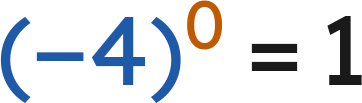 (−4)⁰ = 1